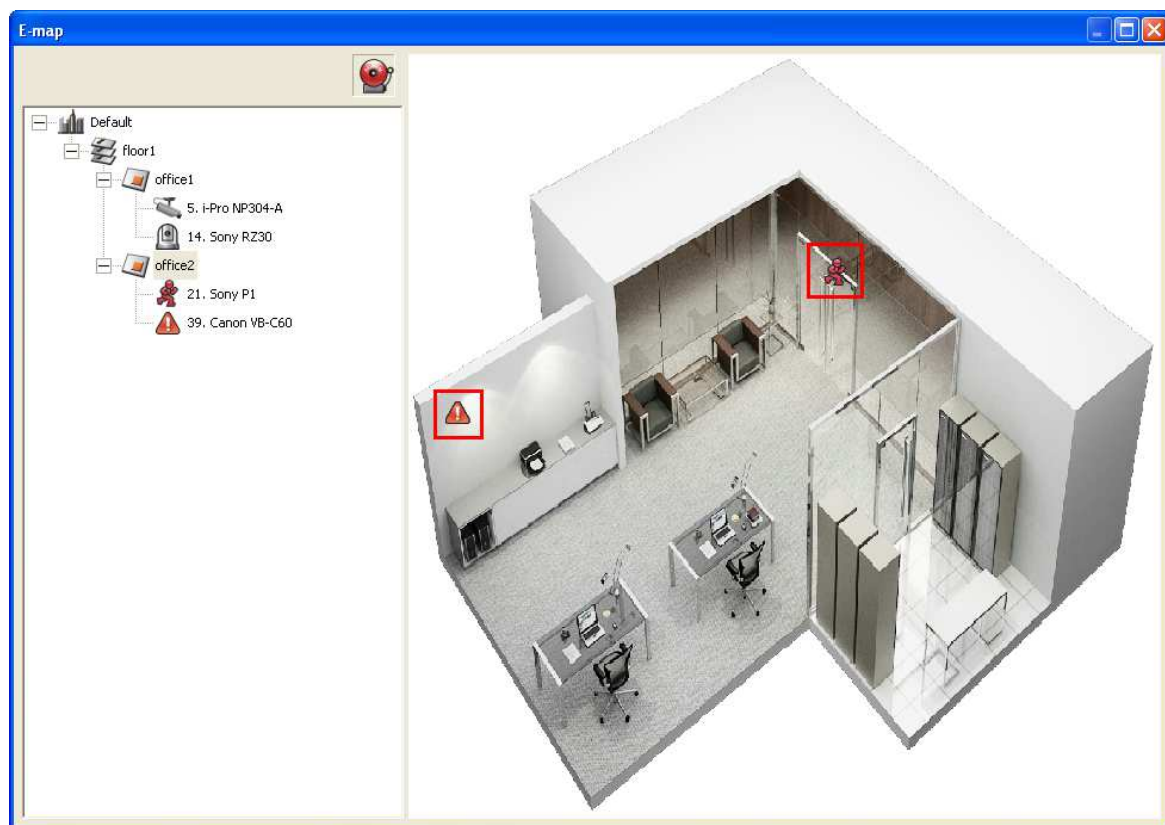 E-map
Default
floor1
office1
5. i-Pro NP304-A
14. Sony RZ30
office2
21. Sony P1
39. Canon VB-C60